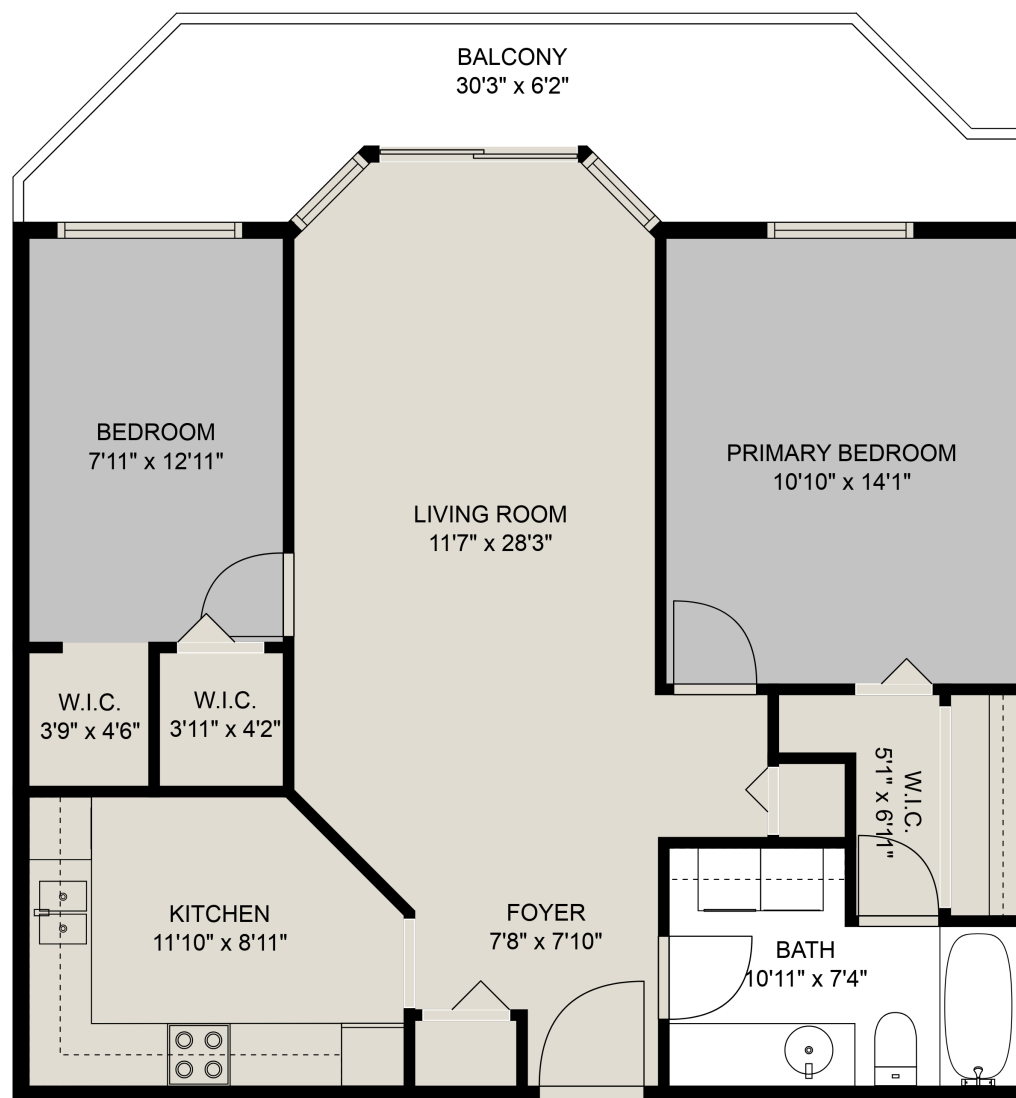 BALCONY
30'3" x 6'2"
BEDROOM
7'11" x 12'11"
PRIMARY BEDROOM
10'10" x 14'1"
LIVING ROOM
11'7" x 28'3"
W.I.C.
3'9" x 4'6"
W.I.C.
3'11" x 4'2"
W.I.C.
5'1" x 6'11"
KITCHEN
11'10" x 8'11"
FOYER
7'8" x 7'10"
BATH
10'11" x 7'4"